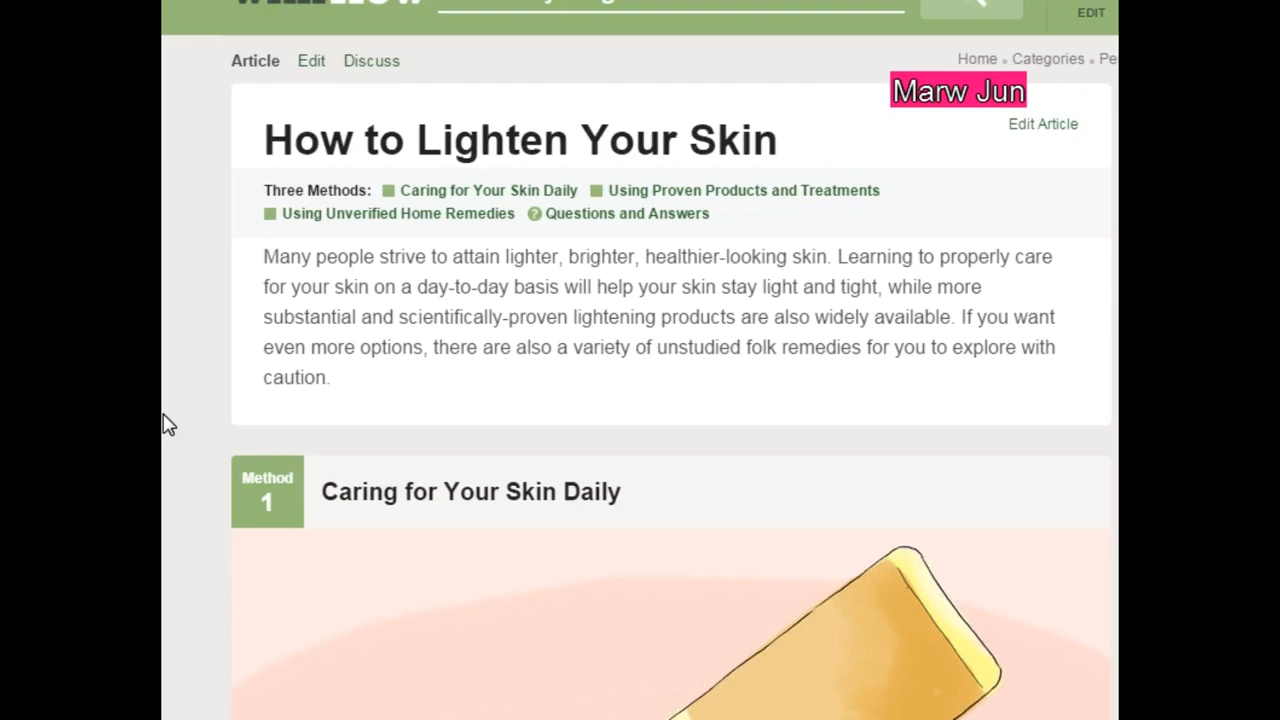 EDIT
Article Edit Discuss
Home » Categories »
Marw Jun
Edit Article
How to Lighten Your Skin
Three Methods: Caring for Your Skin Daily Using Proven Products and Treatments
Using Unverified Home Remedies ? Questions and Answers
Many people strive to attain lighter, brighter, healthier-looking skin. Learning to properly care
for your skin on a day-to-day basis will help your skin stay light and tight, while more
substantial and scientifically-proven lightening products are also widely available. If you want
even more options, there are also a variety of unstudied folk remedies for you to explore with
caution.
Method
1
Caring for Your Skin Daily